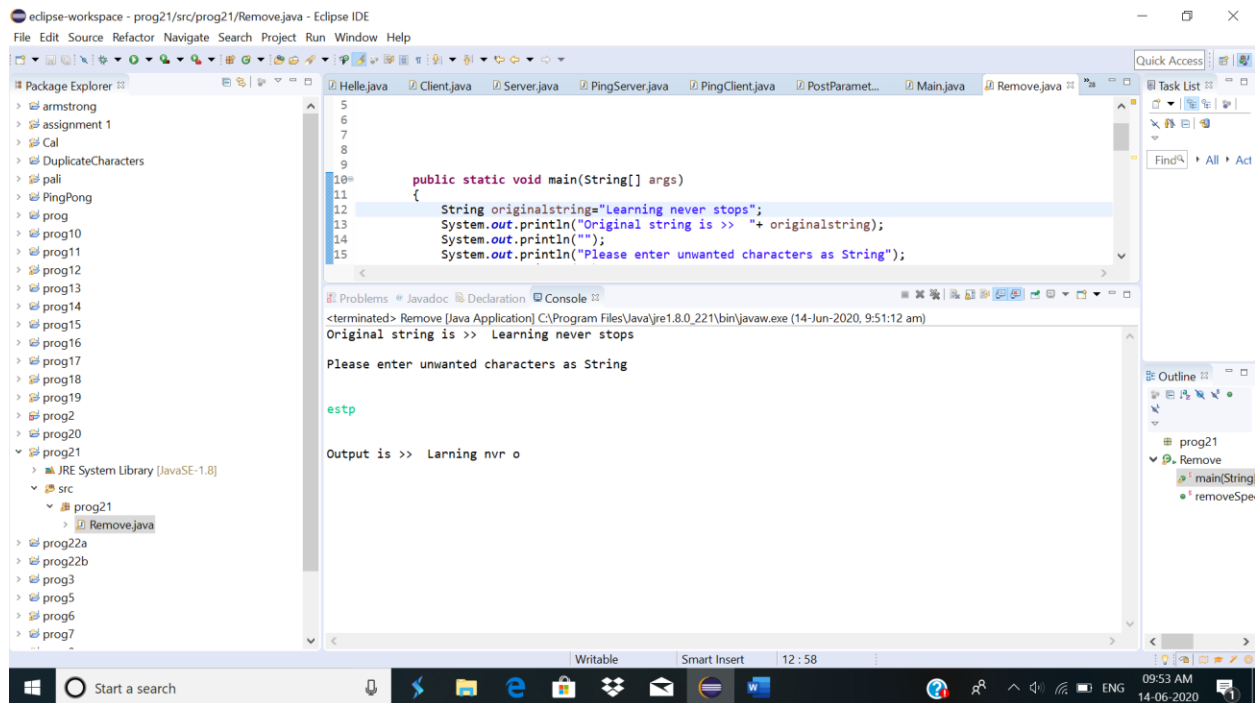 eclipse-workspace - prog21/src/prog21/Remove.java - Eclipse IDE
File Edit Source Refactor Navigate Search Project Run Window Help
Quick Access
Package Explorer
armstrong
assignment 1
Cal
DuplicateCharacters
pali
PingPong
prog
prog10
prog11
prog12
prog13
prog14
prog15
prog16
prog17
prog18
prog19
prog2
prog20
prog21
JRE System Library [JavaSE-1.8]
src
prog21
Remove.java
prog22a
prog22b
prog3
prog5
prog6
prog7
Helle.java Client.java Server.java PingServer.java PingClient.java PostParamet... Main.java Remove.java »28
5
6
7
8
9
10 public static void main(String[] args)
11 {
12 String originalstring="Learning never stops";
13 System.out.println("Original string is >>  "+ originalstring);
14 System.out.println("");
15 System.out.println("Please enter unwanted characters as String");
Problems Javadoc Declaration Console
<terminated> Remove [Java Application] C:\Program Files\Java\jre1.8.0_221\bin\javaw.exe (14-Jun-2020, 9:51:12 am)
Original string is >>  Learning never stops
Please enter unwanted characters as String
estp
Output is >>  Larning nvr o
Task List
Find All Act
Outline
prog21
Remove
main(String
removeSpe
Writable Smart Insert 12 : 58
Start a search
ENG
09:53 AM
14-06-2020
1